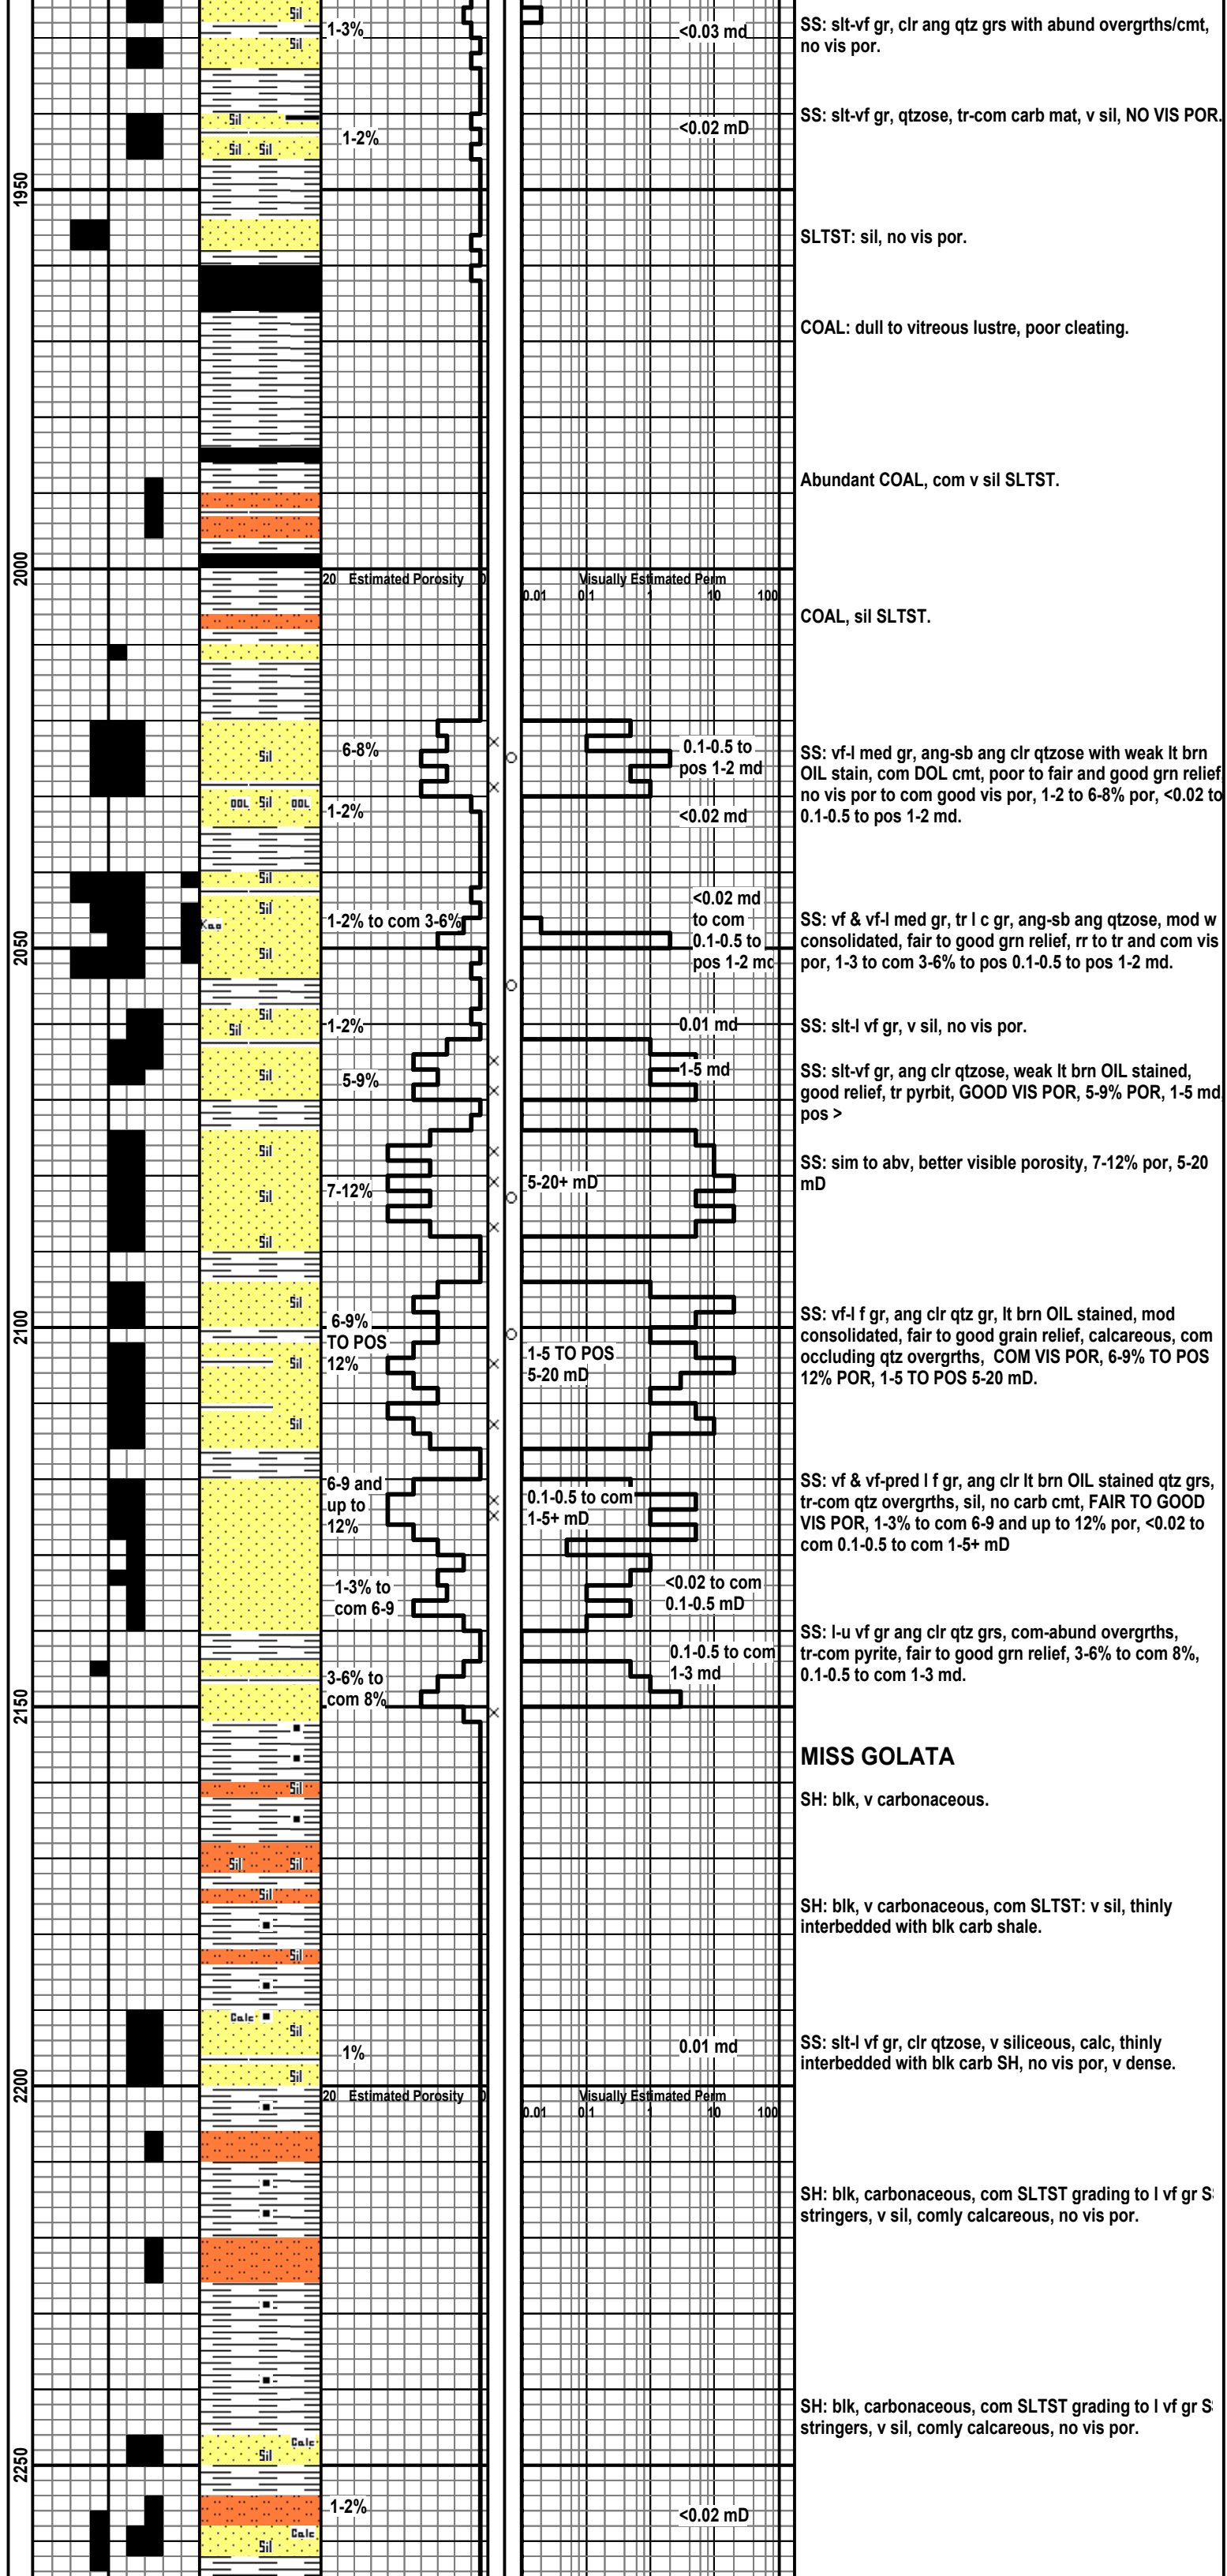 Sil
SS: slt-vf gr, clr ang qtz grs with abund overgrths/cmt,
no vis por.
1-3%
<0.03 md
Sil
SS: slt-vf gr, qtzose, tr-com carb mat, v sil, NO VIS POR.
Sil
<0.02 mD
1-2%
Sil Sil
1950
SLTST: sil, no vis por.
COAL: dull to vitreous lustre, poor cleating.
Abundant COAL, com v sil SLTST.
2000
20 Estimated Porosity 0
Visually Estimated Perm
0.01 0.1 1 10 100
COAL, sil SLTST.
Sil
6-8%
0.1-0.5 to
pos 1-2 md
SS: vf-l med gr, ang-sb ang clr qtzose with weak lt brn
OIL stain, com DOL cmt, poor to fair and good grn relief
no vis por to com good vis por, 1-2 to 6-8% por, <0.02 to
0.1-0.5 to pos 1-2 md.
DOL Sil DOL
1-2%
<0.02 md
Sil
Sil
Kao
Sil
1-2% to com 3-6%
<0.02 md
to com
0.1-0.5 to
pos 1-2 md
SS: vf & vf-l med gr, tr l c gr, ang-sb ang qtzose, mod w
consolidated, fair to good grn relief, rr to tr and com vis
por, 1-3 to com 3-6% to pos 0.1-0.5 to pos 1-2 md.
2050
Sil
Sil
1-2%
0.01 md
SS: slt-l vf gr, v sil, no vis por.
Sil
5-9%
1-5 md
SS: slt-vf gr, ang clr qtzose, weak lt brn OIL stained,
good relief, tr pyrbit, GOOD VIS POR, 5-9% POR, 1-5 md
pos >
Sil
Sil
Sil
7-12%
5-20+ mD
SS: sim to abv, better visible porosity, 7-12% por, 5-20
mD
Sil
2100
6-9%
TO POS
12%
Sil
Sil
1-5 TO POS
5-20 mD
SS: vf-l f gr, ang clr qtz gr, lt brn OIL stained, mod
consolidated, fair to good grain relief, calcareous, com
occluding qtz overgrths, COM VIS POR, 6-9% TO POS
12% POR, 1-5 TO POS 5-20 mD.
6-9 and
up to
12%
0.1-0.5 to com
1-5+ mD
SS: vf & vf-pred l f gr, ang clr lt brn OIL stained qtz grs,
tr-com qtz overgrths, sil, no carb cmt, FAIR TO GOOD
VIS POR, 1-3% to com 6-9 and up to 12% por, <0.02 to
com 0.1-0.5 to com 1-5+ mD
1-3% to
com 6-9
<0.02 to com
0.1-0.5 mD
SS: l-u vf gr ang clr qtz grs, com-abund overgrths,
tr-com pyrite, fair to good grn relief, 3-6% to com 8%,
0.1-0.5 to com 1-3 md.
0.1-0.5 to com
1-3 md
3-6% to
com 8%
2150
MISS GOLATA
Sil
SH: blk, v carbonaceous.
Sil Sil
Sil
SH: blk, v carbonaceous, com SLTST: v sil, thinly
interbedded with blk carb shale.
Sil
Calc
Sil
1%
0.01 md
SS: slt-l vf gr, clr qtzose, v siliceous, calc, thinly
interbedded with blk carb SH, no vis por, v dense.
Sil
2200
20 Estimated Porosity 0
Visually Estimated Perm
0.01 0.1 1 10 100
SH: blk, carbonaceous, com SLTST grading to l vf gr S
stringers, v sil, comly calcareous, no vis por.
SH: blk, carbonaceous, com SLTST grading to l vf gr S
stringers, v sil, comly calcareous, no vis por.
Calc
Sil
2250
1-2%
<0.02 mD
Calc
Sil